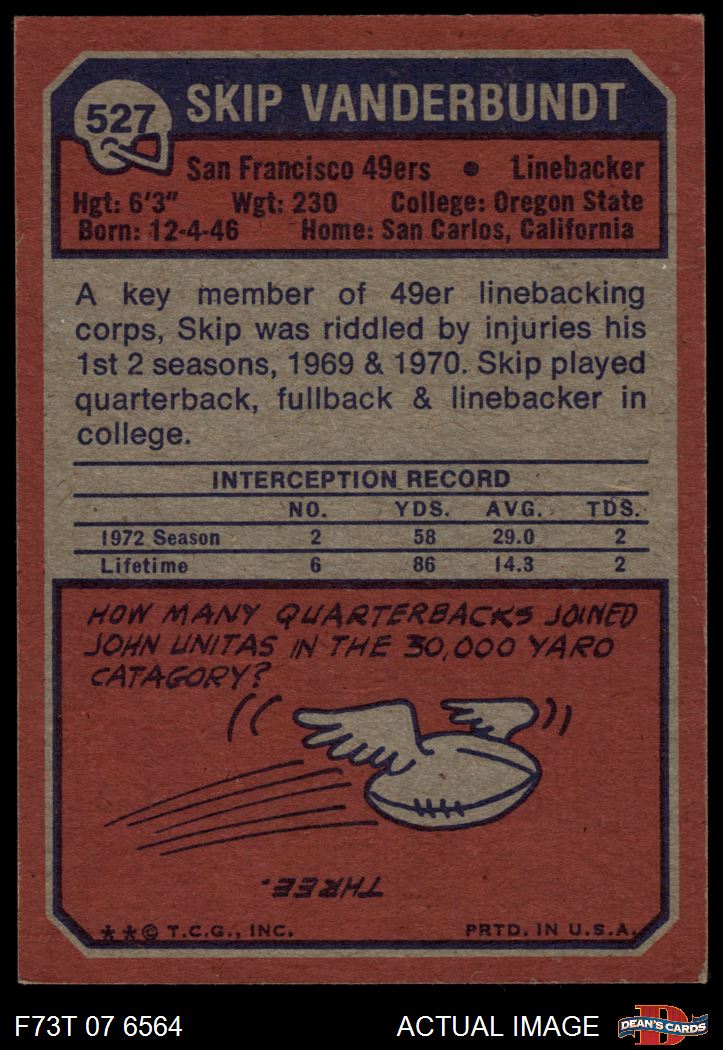 527
SKIP VANDERBUNDT
San Francisco 49ers • Linebacker
Hgt: 6'3" Wgt: 230 College: Oregon State
Born: 12-4-46 Home: San Carlos, California
A key member of 49er linebacking
corps, Skip was riddled by injuries his
1st 2 seasons, 1969 & 1970. Skip played
quarterback, fullback & linebacker in
college.
INTERCEPTION RECORD
NO. YDS. AVG. TDS.
1972 Season 2 58 29.0 2
Lifetime 6 86 14.3 2
HOW MANY QUARTERBACKS JOINED
JOHN UNITAS IN THE 30,000 YARD
CATAGORY?
THREE.
**© T.C.G., INC. PRTD. IN U.S.A.
F73T 07 6564 ACTUAL IMAGE
D
DEAN'S CARDS